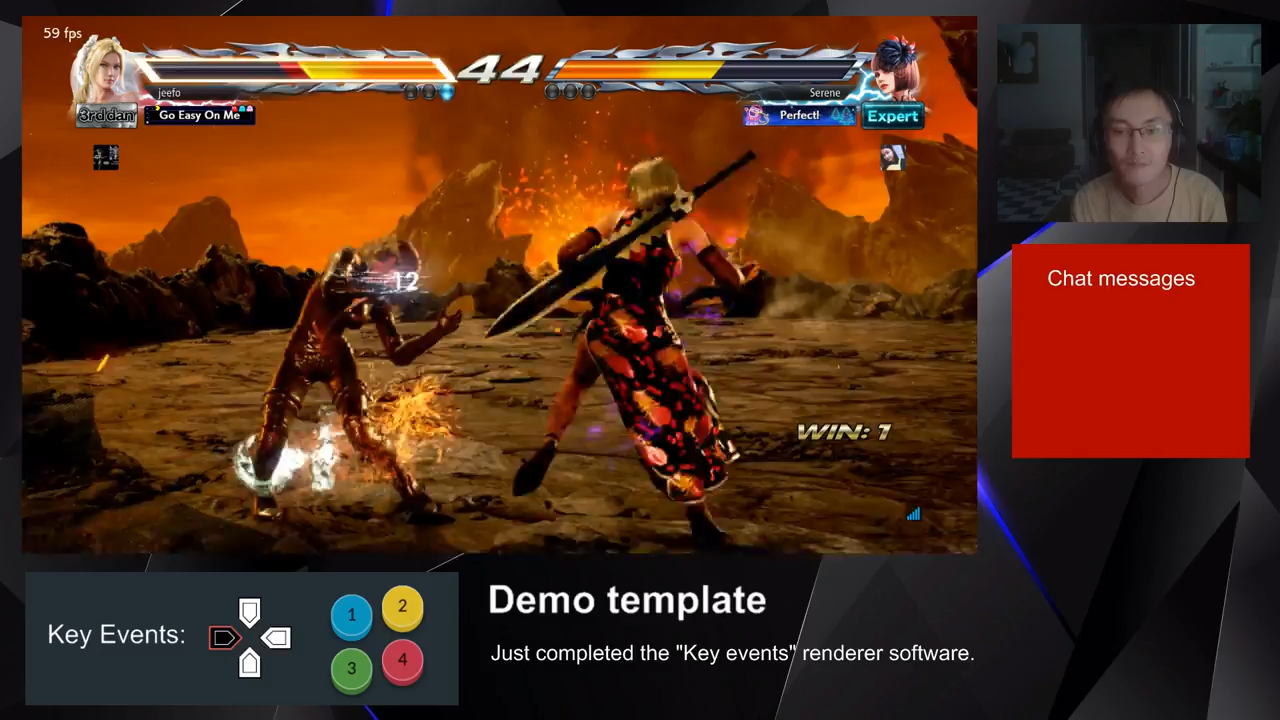 59 fps
44
jeefo
Serene
3rd dan
Go Easy On Me
Perfect!
Expert
12
WIN: 1
Chat messages
Key Events:
1
2
3
4
Demo template
Just completed the "Key events" renderer software.